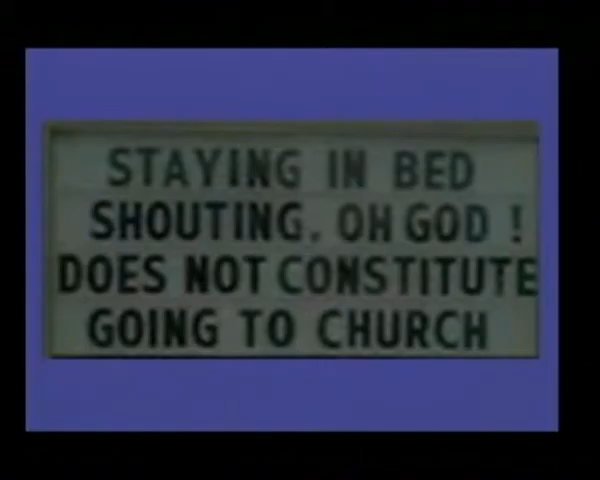 STAYING IN BED
SHOUTING. OH GOD !
DOES NOT CONSTITUTE
GOING TO CHURCH